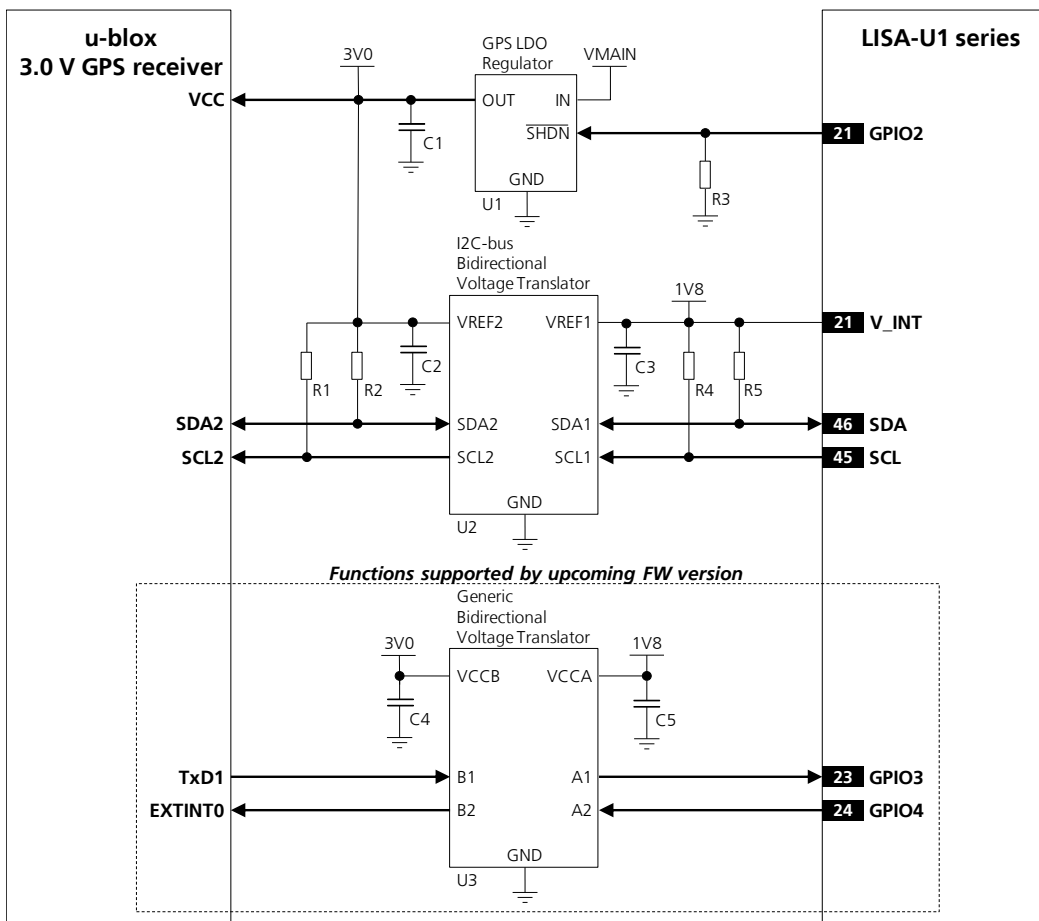 u-blox
3.0 V GPS receiver
LISA-U1 series
GPS LDO
Regulator
3V0
VMAIN
VCC
OUT
IN
C1
SHDN
21 GPIO2
GND
U1
R3
I2C-bus
Bidirectional
Voltage Translator
1V8
VREF2
VREF1
21 V_INT
C2
C3
R1
R2
R4
R5
SDA2
SDA2
SDA1
46 SDA
SCL2
SCL2
SCL1
45 SCL
GND
U2
Functions supported by upcoming FW version
Generic
Bidirectional
Voltage Translator
3V0
1V8
VCCB
VCCA
C4
C5
TxD1
B1
A1
23 GPIO3
EXTINT0
B2
A2
24 GPIO4
GND
U3